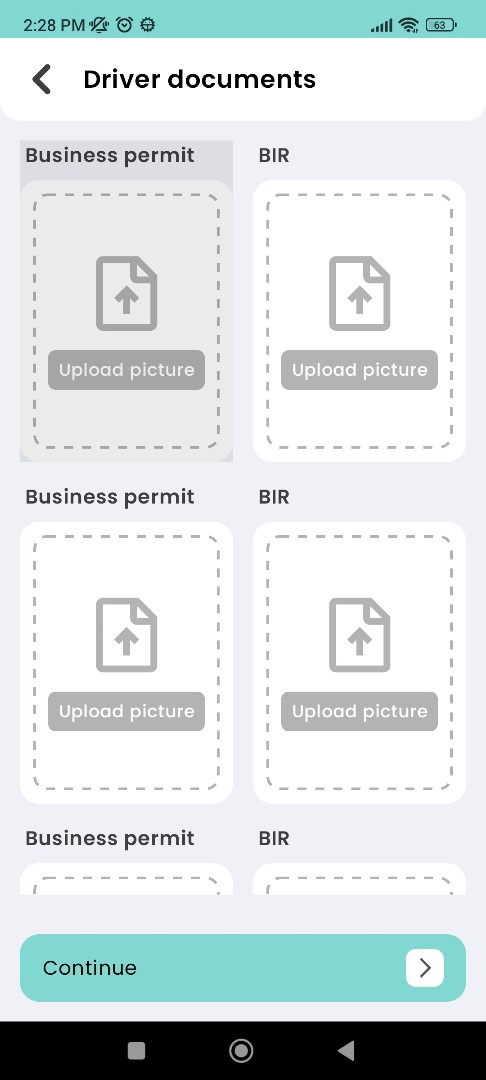 2:28 PM
63
Driver documents
Business permit
BIR
Upload picture
Upload picture
Business permit
BIR
Upload picture
Upload picture
Business permit
BIR
Continue